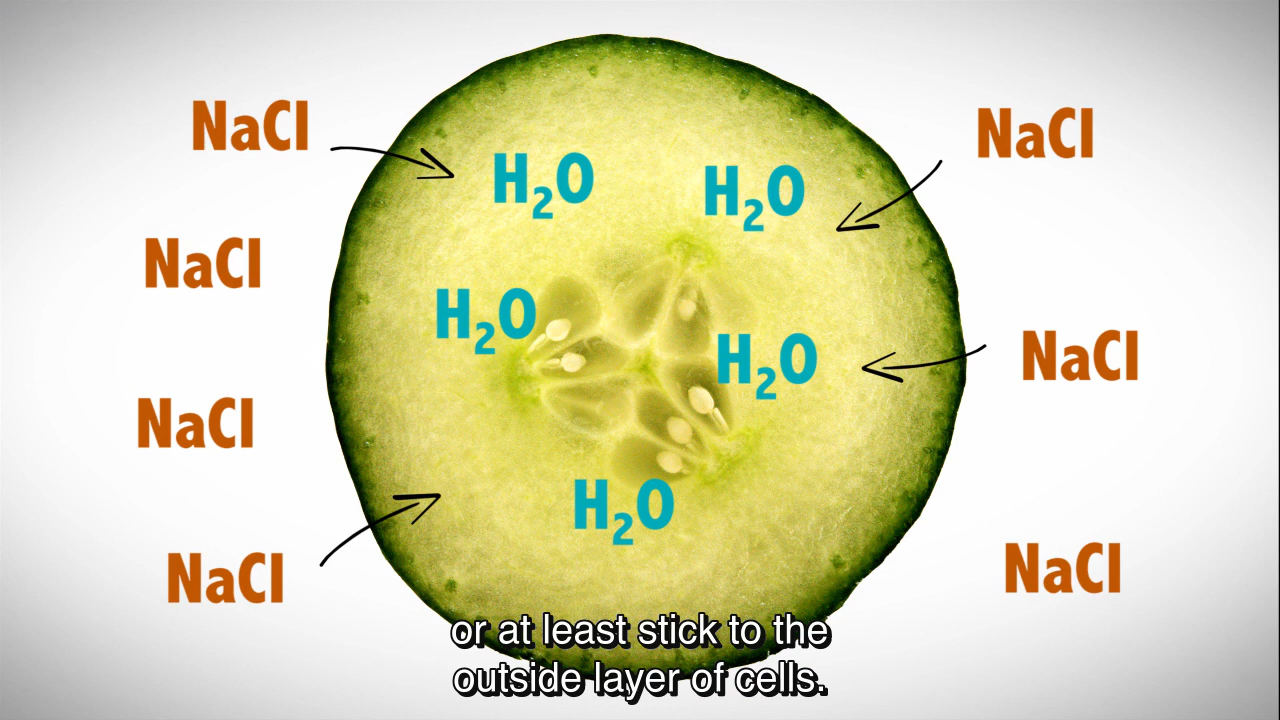 NaCl
NaCl
H₂O
H₂O
NaCl
H₂O
H₂O
NaCl
NaCl
H₂O
NaCl
NaCl
or at least stick to the
outside layer of cells.